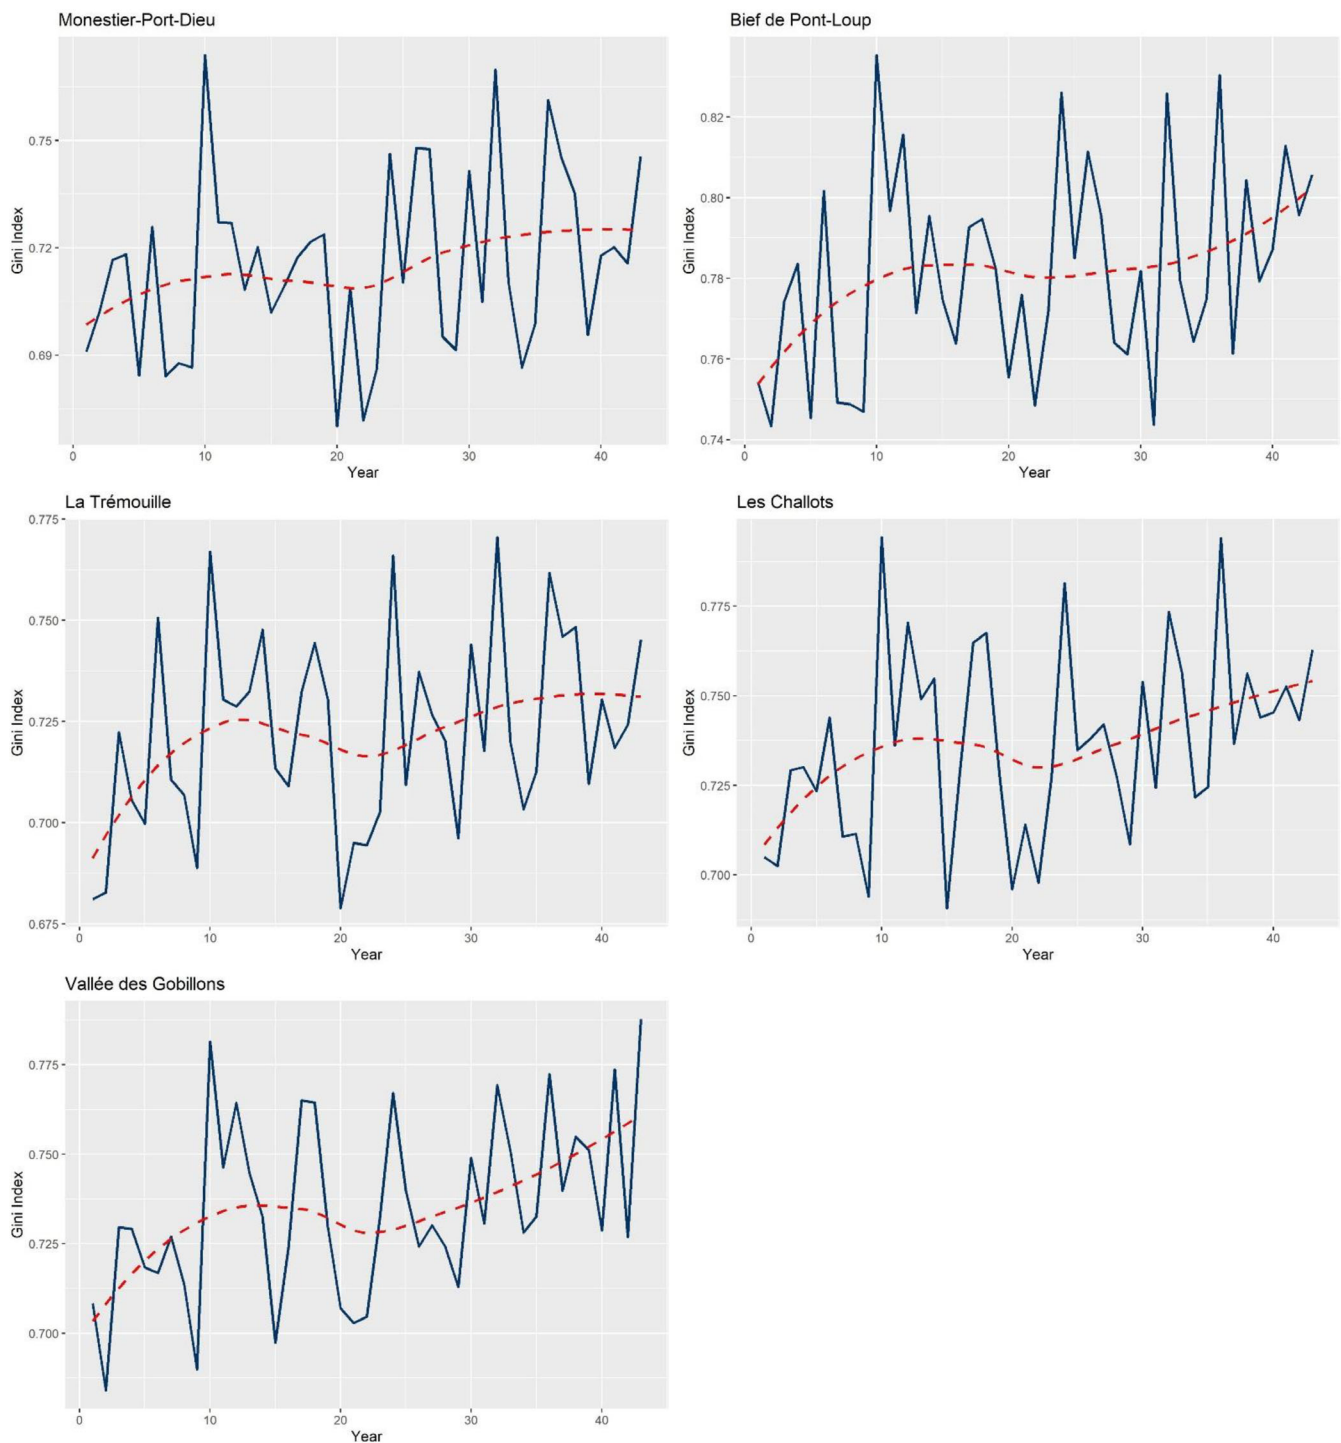 Monestier-Port-Dieu
Gini Index
0.75
0.72
0.69
0 10 20 30 40
Year
Bief de Pont-Loup
Gini Index
0.82
0.80
0.78
0.76
0.74
0 10 20 30 40
Year
La Trémouille
Gini Index
0.775
0.750
0.725
0.700
0.675
0 10 20 30 40
Year
Les Challots
Gini Index
0.775
0.750
0.725
0.700
0 10 20 30 40
Year
Vallée des Gobillons
Gini Index
0.775
0.750
0.725
0.700
0 10 20 30 40
Year